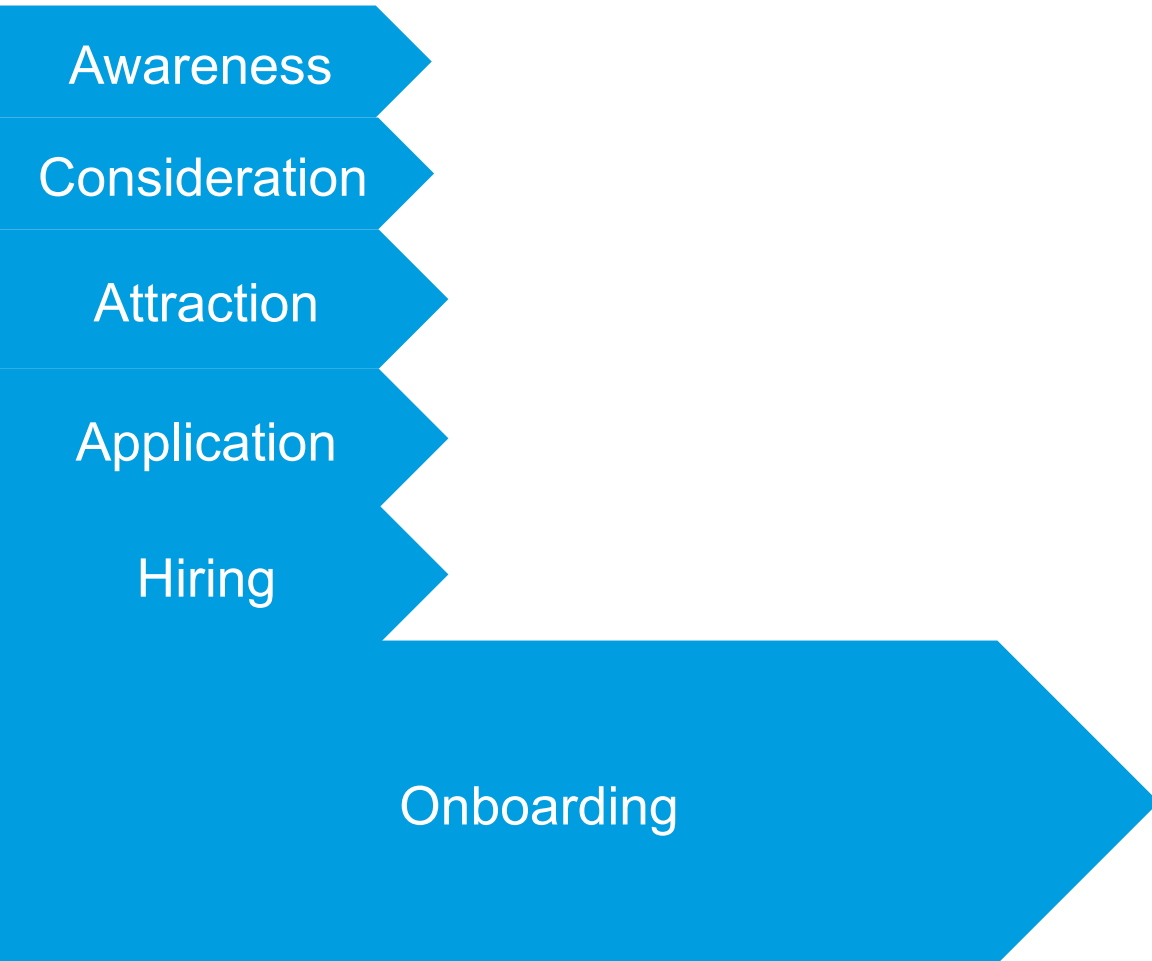 Awareness
Consideration
Attraction
Application
Hiring
Onboarding